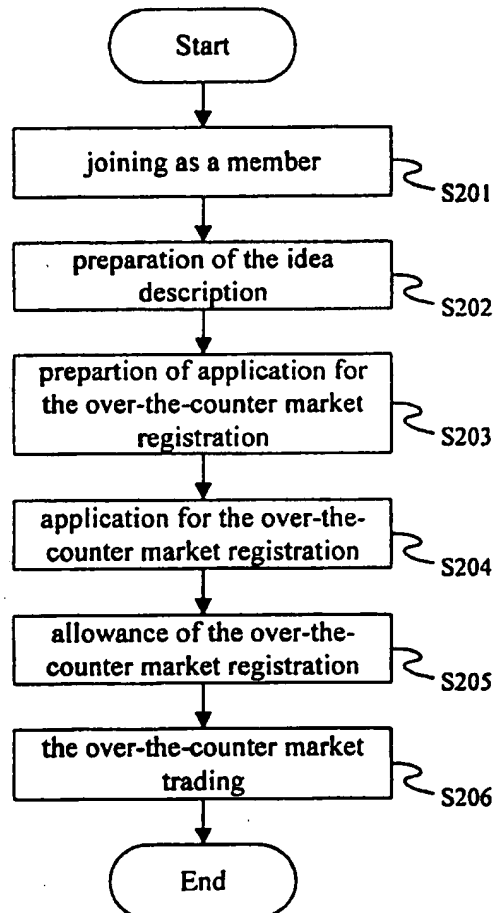 Start
joining as a member
S201
preparation of the idea
description
S202
prepartion of application for
the over-the-counter market
registration
S203
application for the over-the-
counter market registration
S204
allowance of the over-the-
counter market registration
S205
the over-the-counter market
trading
S206
End